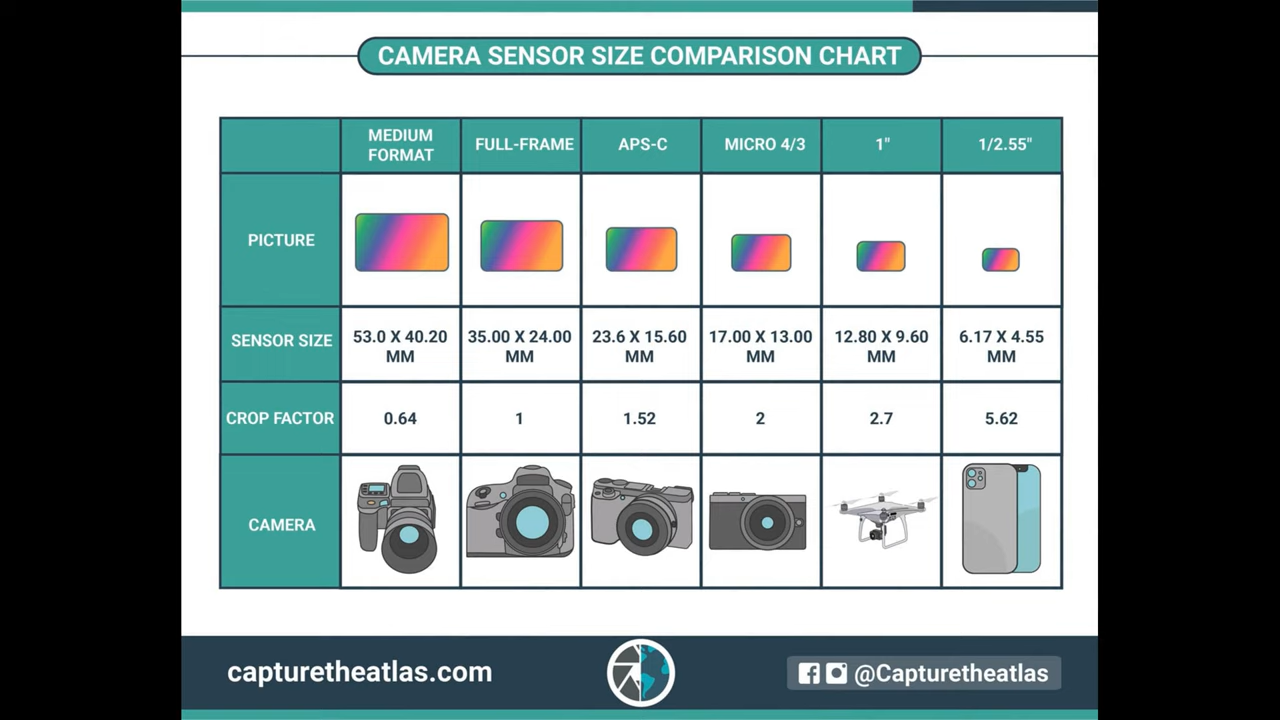 CAMERA SENSOR SIZE COMPARISON CHART
MEDIUM
FORMAT
FULL-FRAME
APS-C
MICRO 4/3
1"
1/2.55"
PICTURE
SENSOR SIZE
53.0 X 40.20
MM
35.00 X 24.00
MM
23.6 X 15.60
MM
17.00 X 13.00
MM
12.80 X 9.60
MM
6.17 X 4.55
MM
CROP FACTOR
0.64
1
1.52
2
2.7
5.62
CAMERA
capturetheatlas.com
@Capturetheatlas